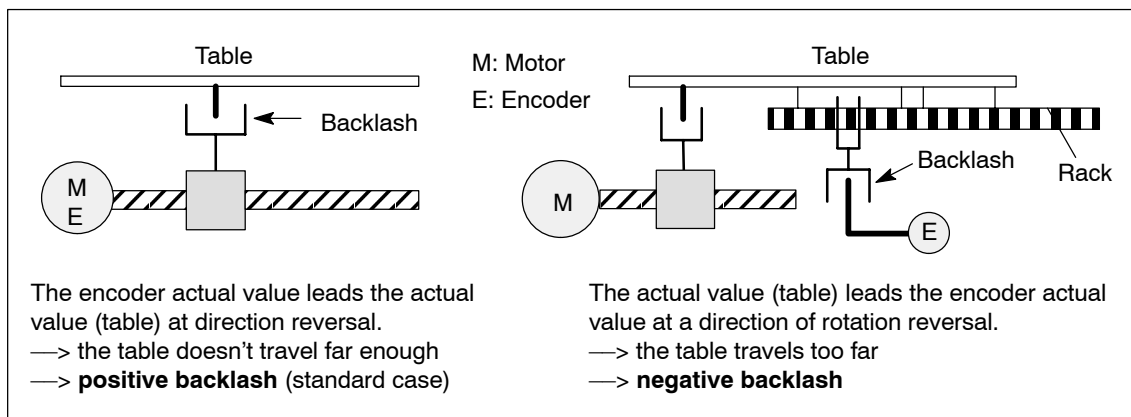 Table
Backlash
M
E
M: Motor
E: Encoder
Table
Backlash
Rack
M
E
The encoder actual value leads the actual
value (table) at direction reversal.
—> the table doesn't travel far enough
—> positive backlash (standard case)
The actual value (table) leads the encoder actual
value at a direction of rotation reversal.
—> the table travels too far
—> negative backlash